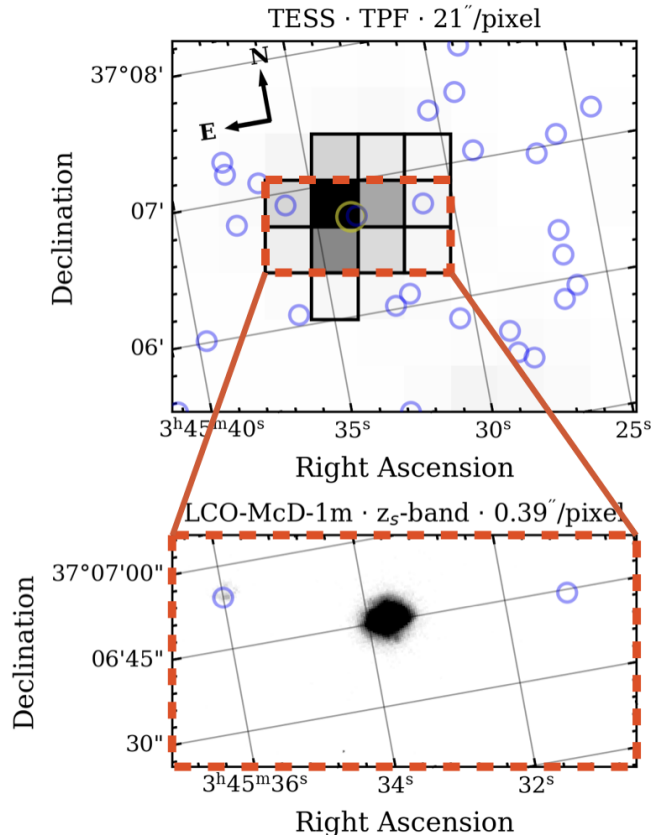 TESS · TPF · 21″/pixel
N
E
37°08'
07'
06'
Declination
3ʰ45ᵐ40ˢ 35ˢ 30ˢ 25ˢ
Right Ascension
LCO-McD-1m · zₛ-band · 0.39″/pixel
37°07'00"
06'45"
30"
Declination
3ʰ45ᵐ36ˢ 34ˢ 32ˢ
Right Ascension